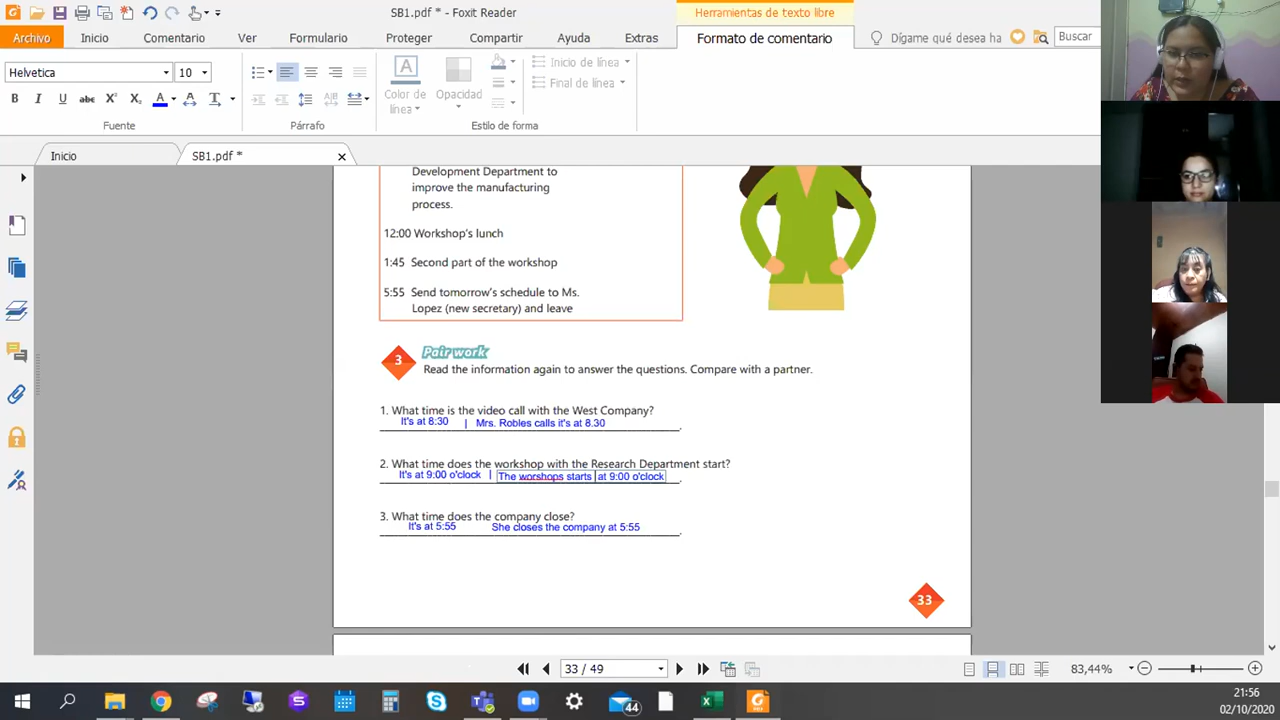 SB1.pdf * - Foxit Reader
Herramientas de texto libre
Archivo
Inicio
Comentario
Ver
Formulario
Proteger
Compartir
Ayuda
Extras
Formato de comentario
Dígame qué desea ha
Buscar
Helvetica
10
Color de línea
Opacidad
Inicio de línea
Final de línea
Fuente
Párrafo
Estilo de forma
Inicio
SB1.pdf *
Development Department to
improve the manufacturing
process.
12:00 Workshop's lunch
1:45 Second part of the workshop
5:55 Send tomorrow's schedule to Ms.
Lopez (new secretary) and leave
3
Pair work
Read the information again to answer the questions. Compare with a partner.
1. What time is the video call with the West Company?
It's at 8:30 | Mrs. Robles calls it's at 8.30
2. What time does the workshop with the Research Department start?
It's at 9:00 o'clock | The worshops starts at 9:00 o'clock
3. What time does the company close?
It's at 5:55 She closes the company at 5:55
33
33 / 49
83,44%
44
21:56
02/10/2020